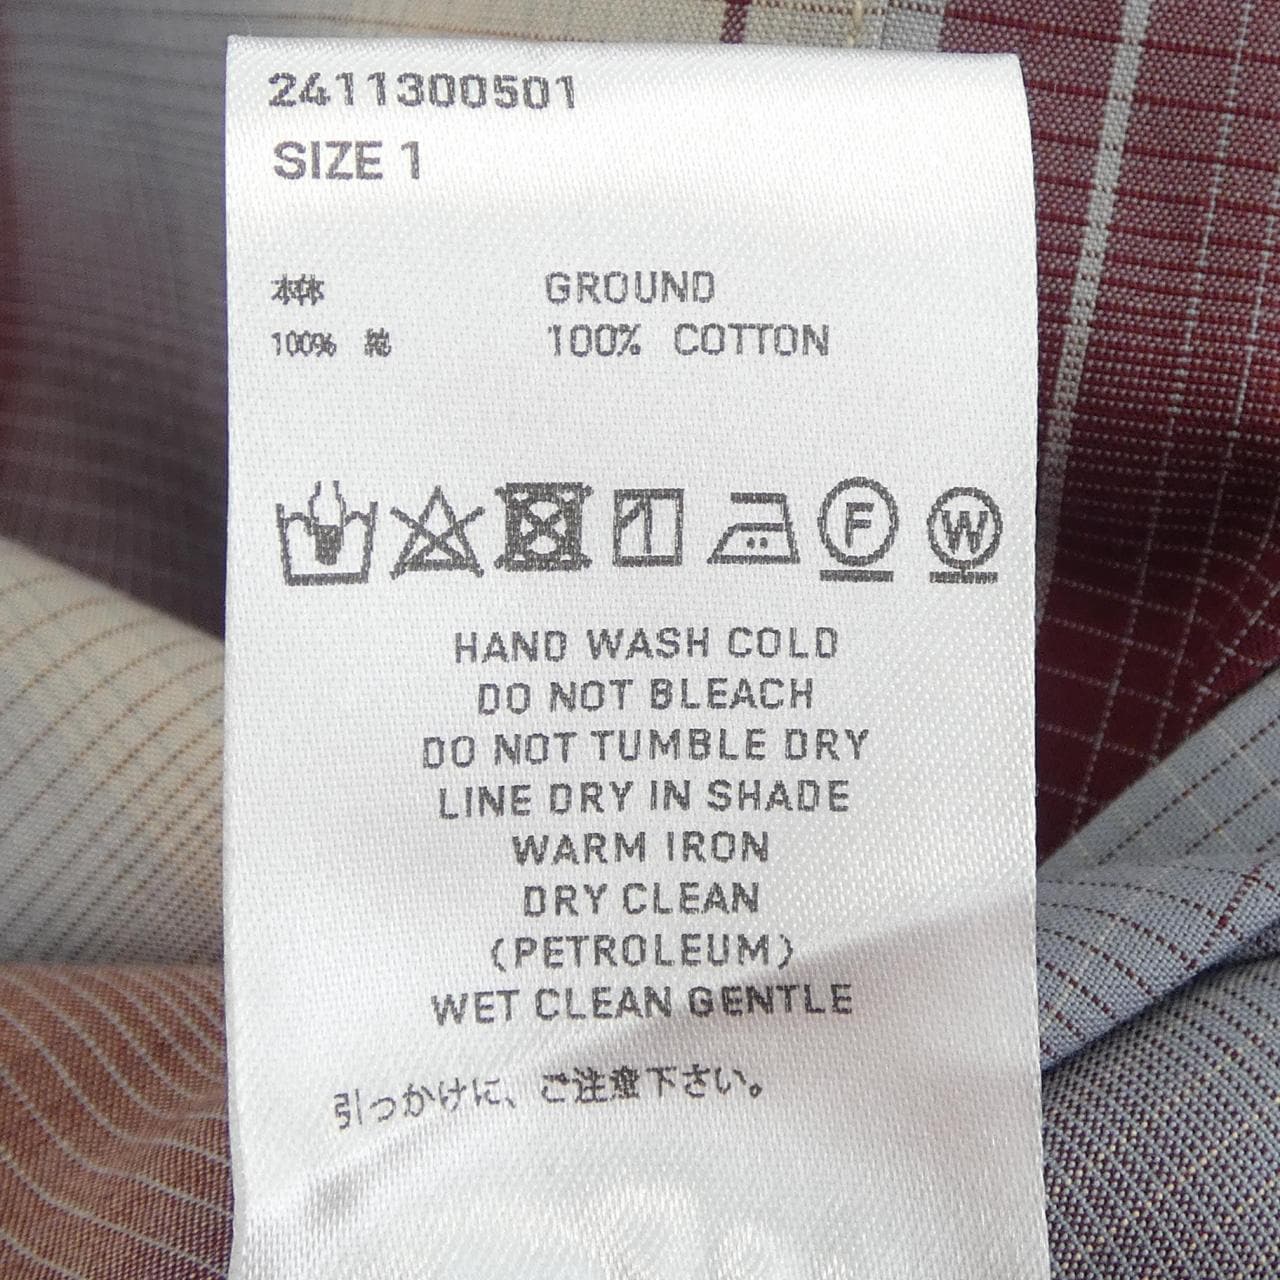 2411300501
SIZE 1
本体 GROUND
100% 綿 100% COTTON
F W
HAND WASH COLD
DO NOT BLEACH
DO NOT TUMBLE DRY
LINE DRY IN SHADE
WARM IRON
DRY CLEAN
(PETROLEUM)
WET CLEAN GENTLE
引っかけに、ご注意下さい。